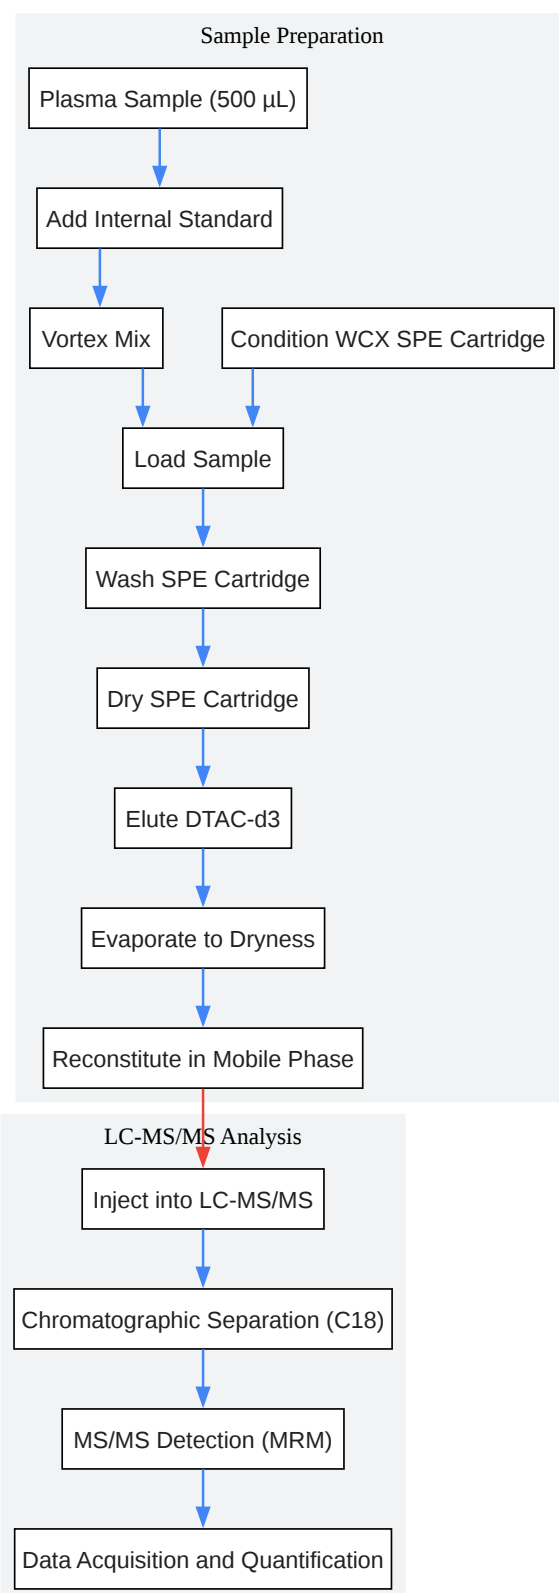 Sample Preparation
Plasma Sample (500 µL)
Add Internal Standard
Vortex Mix
Condition WCX SPE Cartridge
Load Sample
Wash SPE Cartridge
Dry SPE Cartridge
Elute DTAC-d3
Evaporate to Dryness
Reconstitute in Mobile Phase
LC-MS/MS Analysis
Inject into LC-MS/MS
Chromatographic Separation (C18)
MS/MS Detection (MRM)
Data Acquisition and Quantification